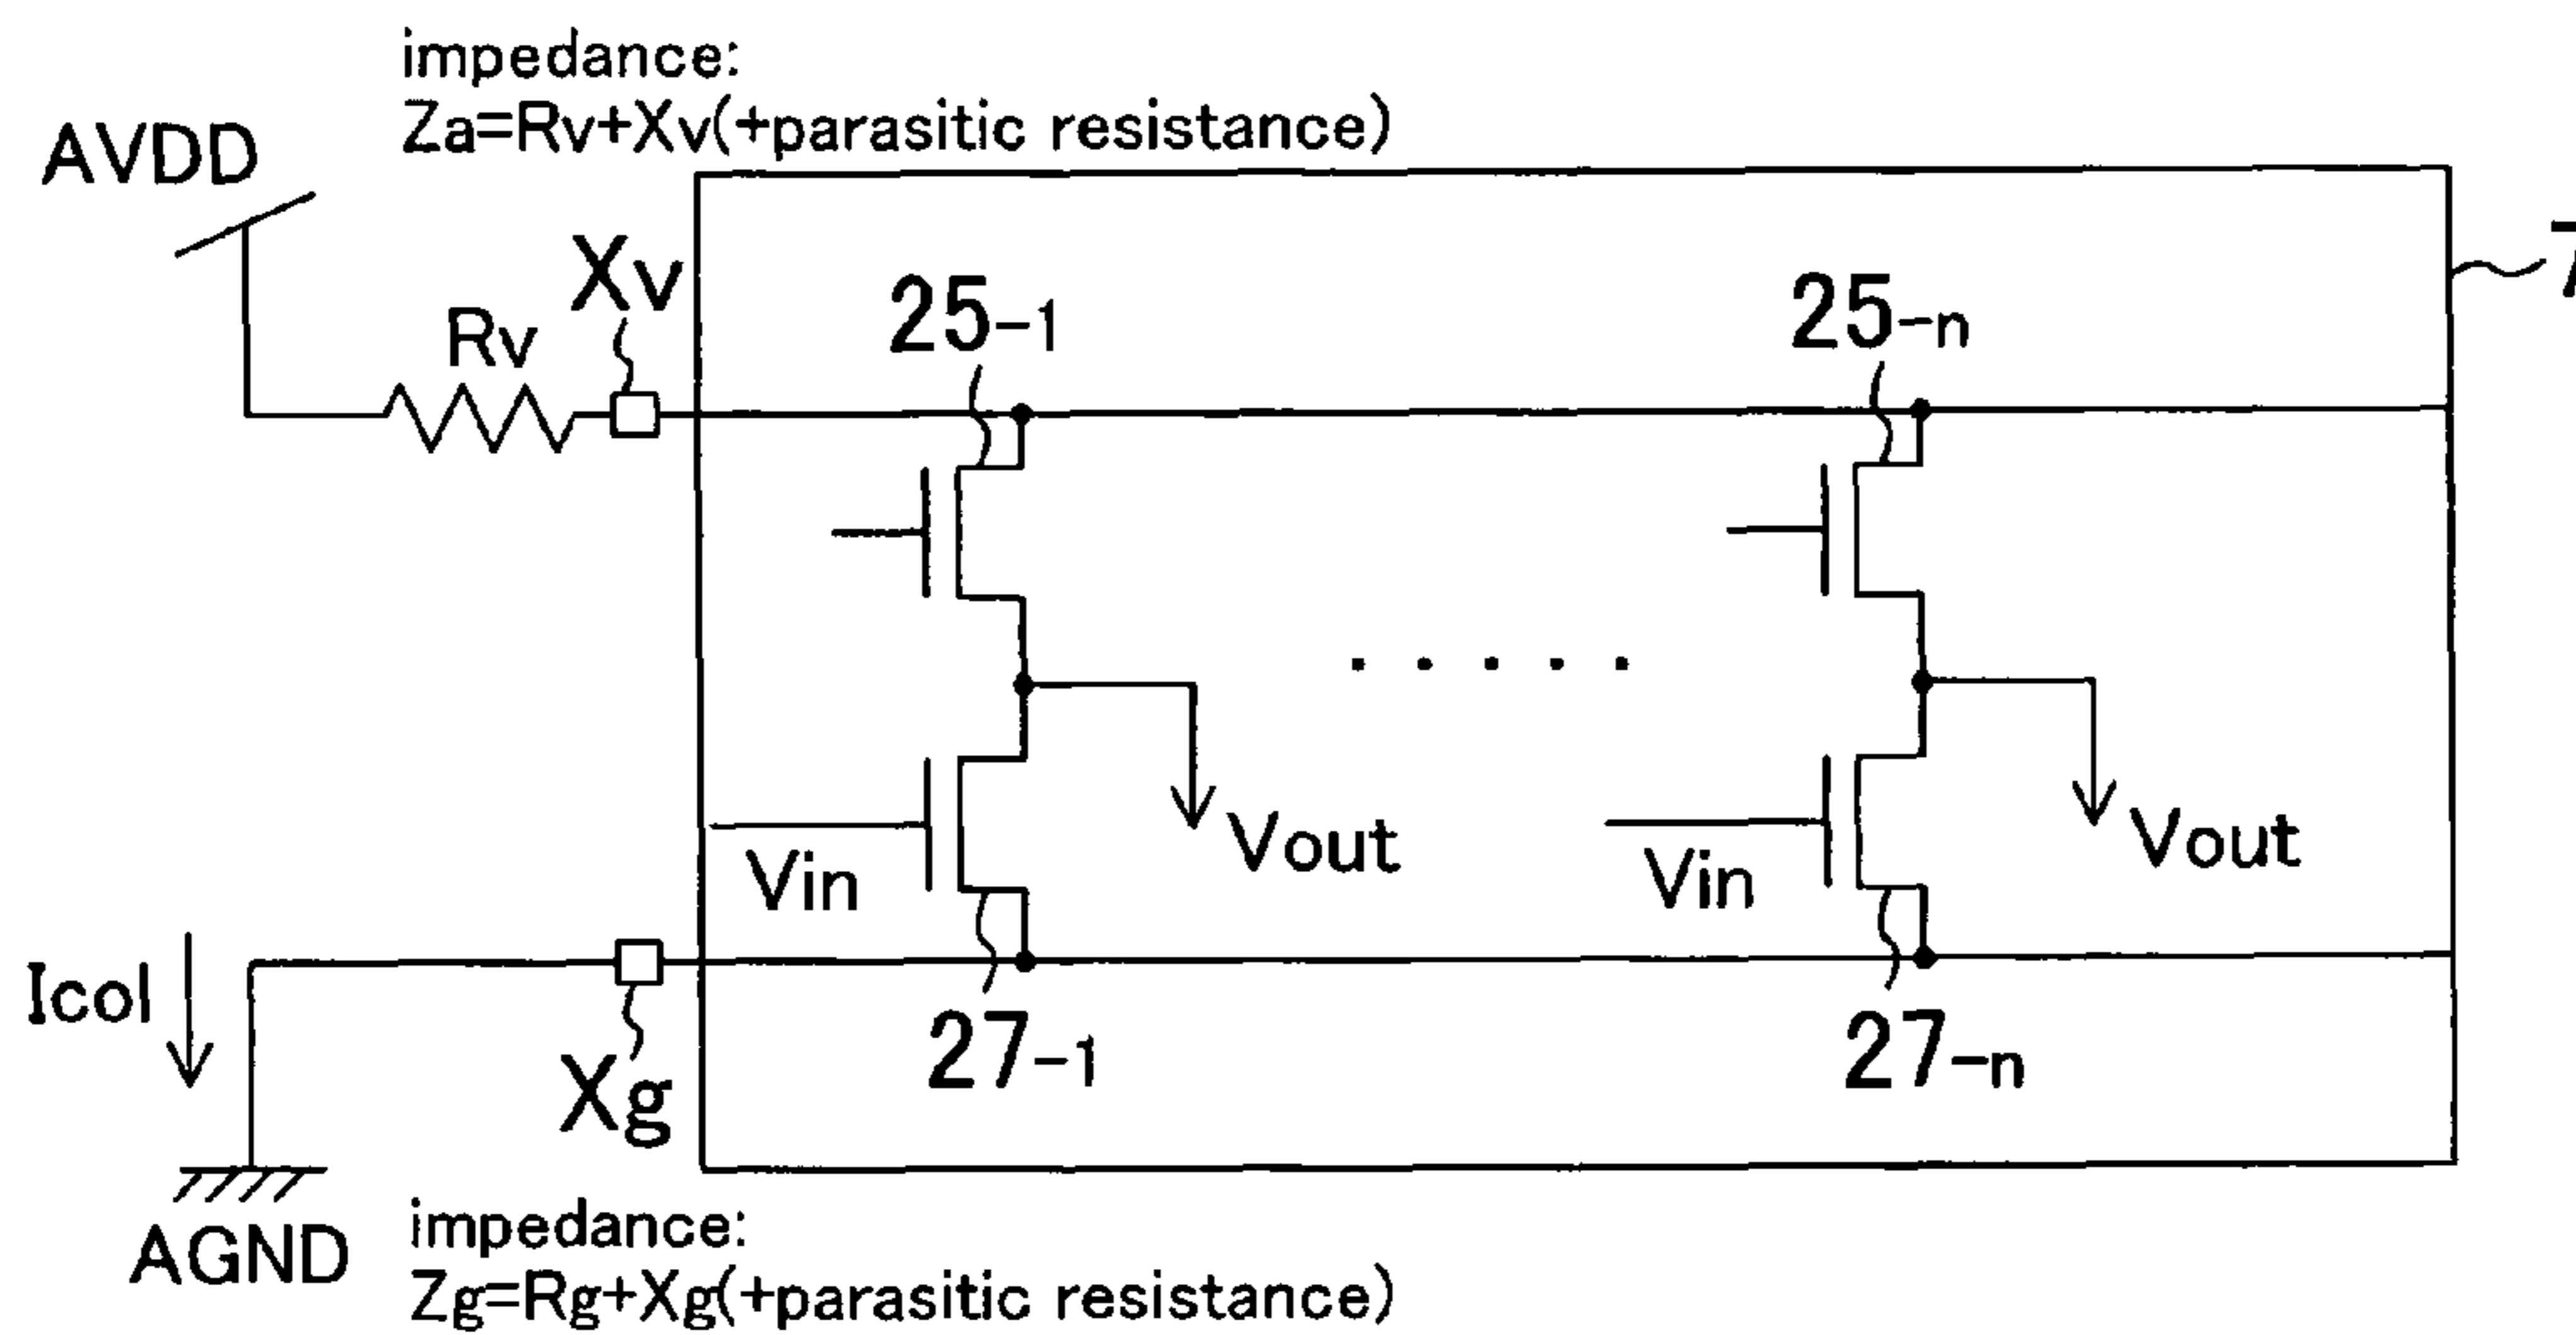 impedance:
Za=Rv+Xv(+parasitic resistance)
AVDD
Xv
Rv
25-1
25-n
Vin
Vout
Vin
Vout
Icol
Xg
27-1
27-n
AGND
impedance:
Zg=Rg+Xg(+parasitic resistance)